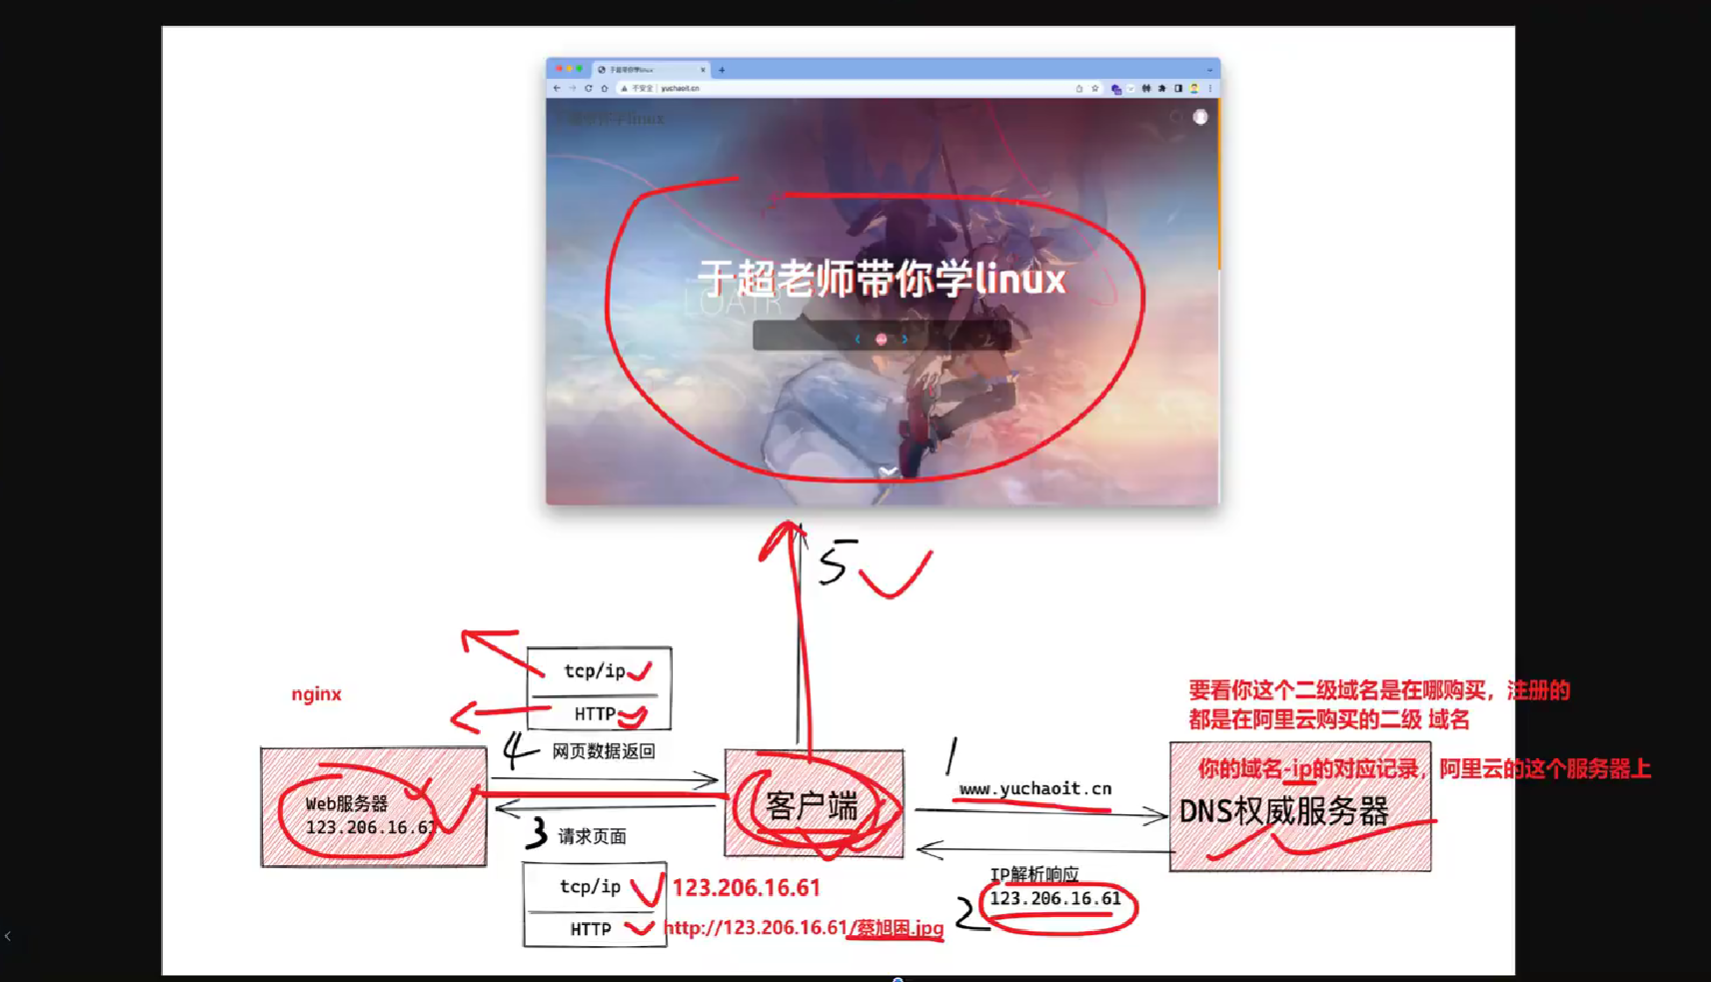 于超老师带你学linux
不安全 yuchaoit.cn
于超老师带你学linux
5
tcp/ip
HTTP
nginx
4 网页数据返回
要看你这个二级域名是在哪购买，注册的
都是在阿里云购买的二级 域名
你的域名-ip的对应记录，阿里云的这个服务器上
1
www.yuchaoit.cn
Web服务器
123.206.16.61
客户端
DNS权威服务器
3 请求页面
IP解析响应
2 123.206.16.61
tcp/ip 123.206.16.61
HTTP http://123.206.16.61/蔡旭困.jpg